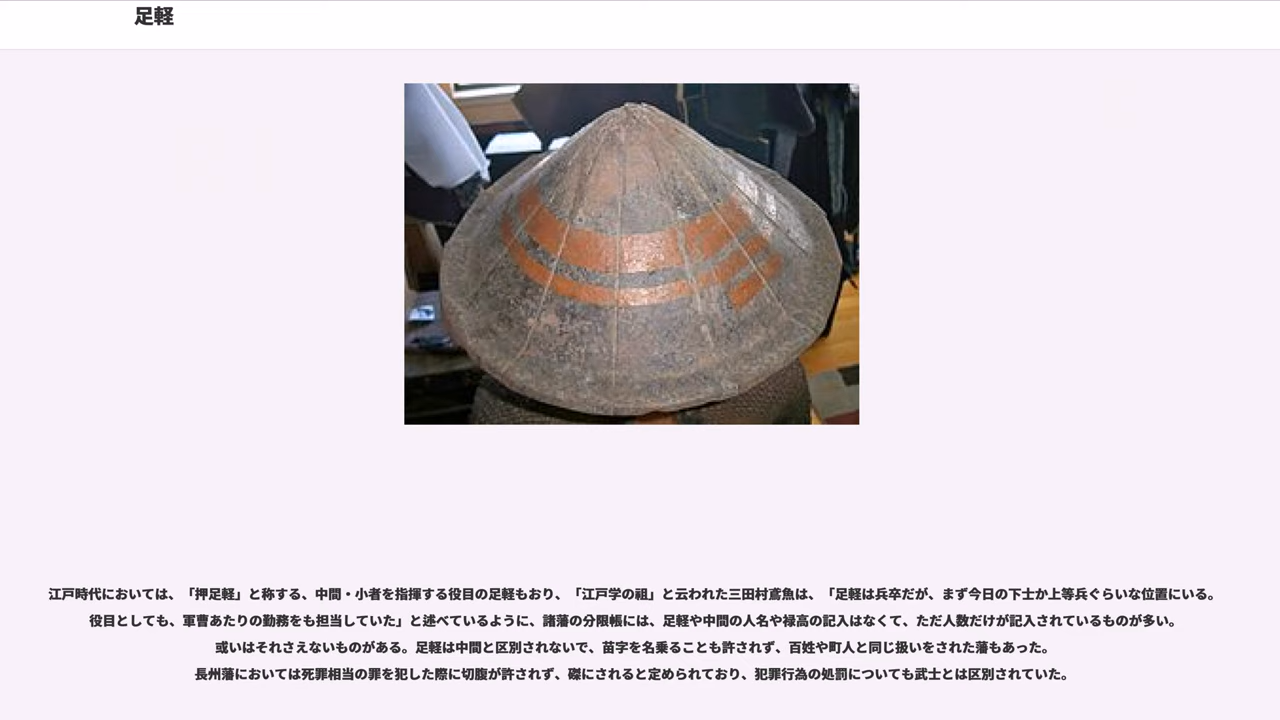 足軽
江戸時代においては、「押足軽」と称する、中間・小者を指揮する役目の足軽もおり、「江戸学の祖」と云われた三田村鳶魚は、「足軽は兵卒だが、まず今日の下士か上等兵ぐらいな位置にいる。
役目としても、軍曹あたりの勤務をも担当していた」と述べているように、諸藩の分限帳には、足軽や中間の人名や禄高の記入はなくて、ただ人数だけが記入されているものが多い。
或いはそれさえないものがある。足軽は中間と区別されないで、苗字を名乗ることも許されず、百姓や町人と同じ扱いをされた藩もあった。
長州藩においては死罪相当の罪を犯した際に切腹が許されず、磔にされると定められており、犯罪行為の処罰についても武士とは区別されていた。